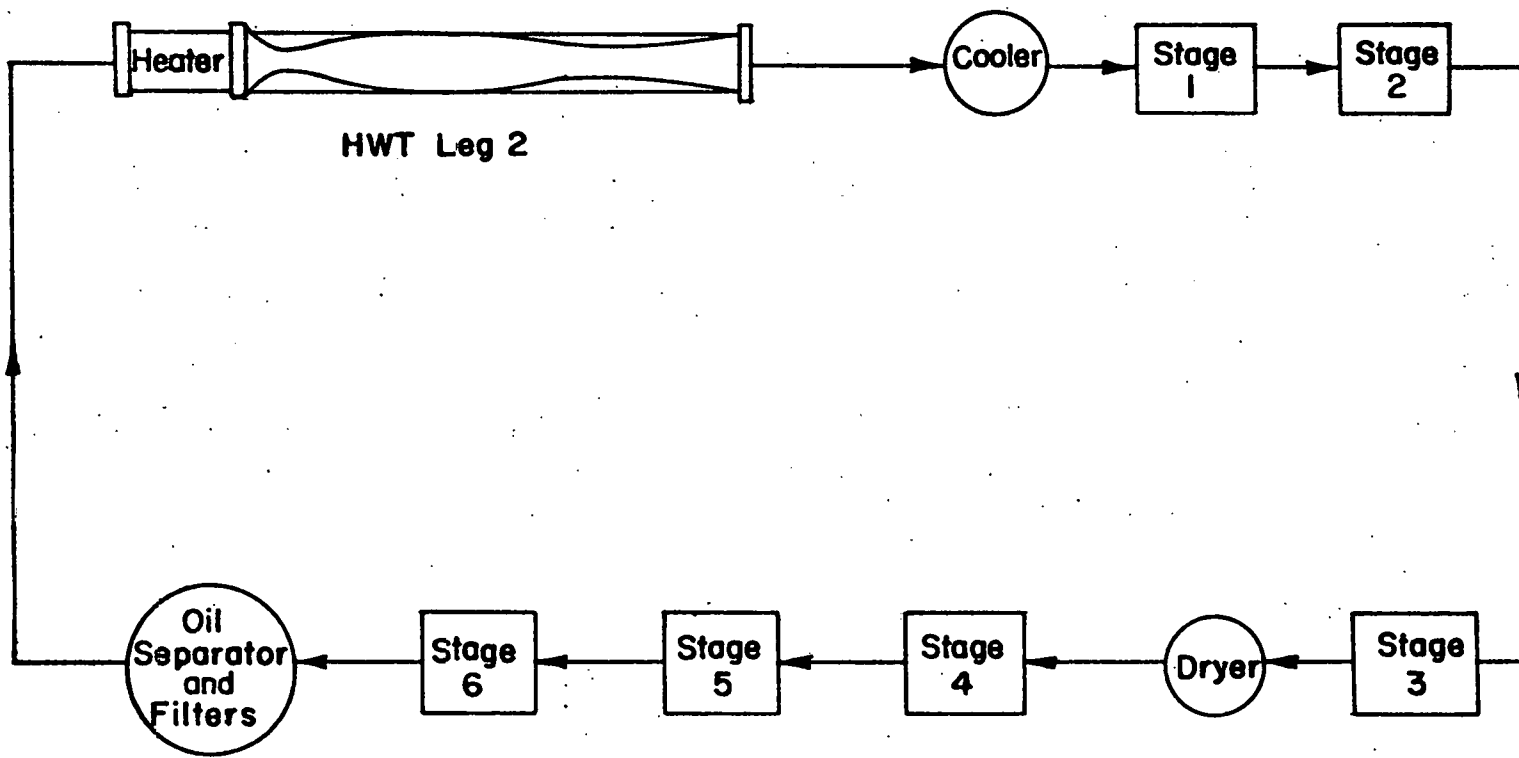 Heater
HWT Leg 2
Cooler
Stage
1
Stage
2
Oil
Separator
and
Filters
Stage
6
Stage
5
Stage
4
Dryer
Stage
3